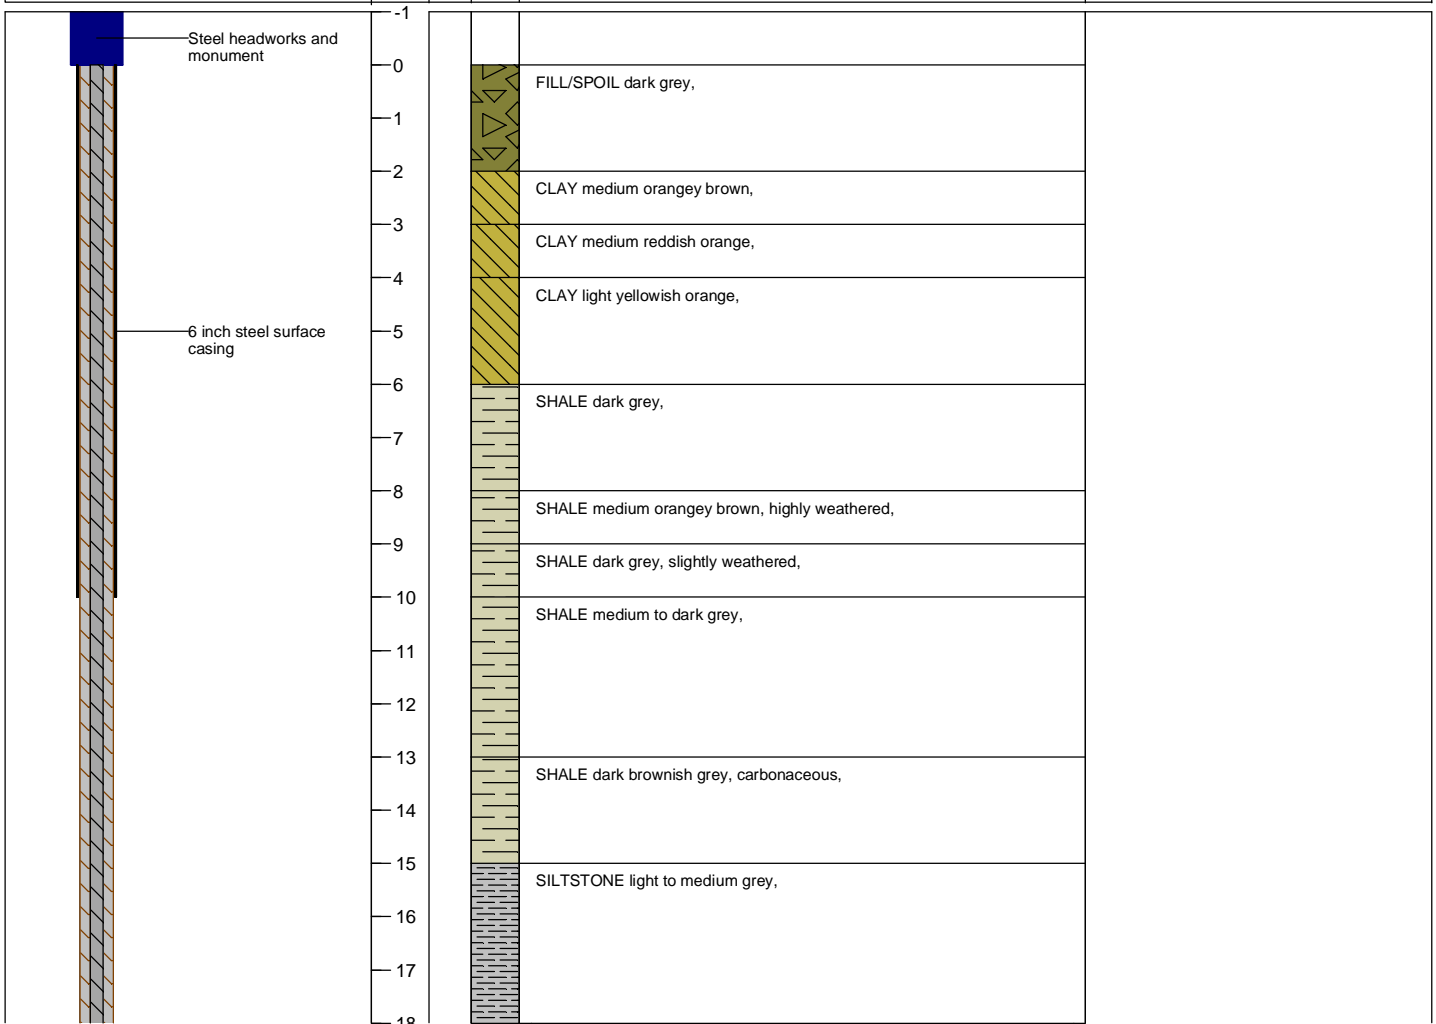 -1
Steel headworks and
monument
0
FILL/SPOIL dark grey,
1
2
CLAY medium orangey brown,
3
CLAY medium reddish orange,
4
CLAY light yellowish orange,
5
6 inch steel surface
casing
6
SHALE dark grey,
7
8
SHALE medium orangey brown, highly weathered,
9
SHALE dark grey, slightly weathered,
10
SHALE medium to dark grey,
11
12
13
SHALE dark brownish grey, carbonaceous,
14
15
SILTSTONE light to medium grey,
16
17
18